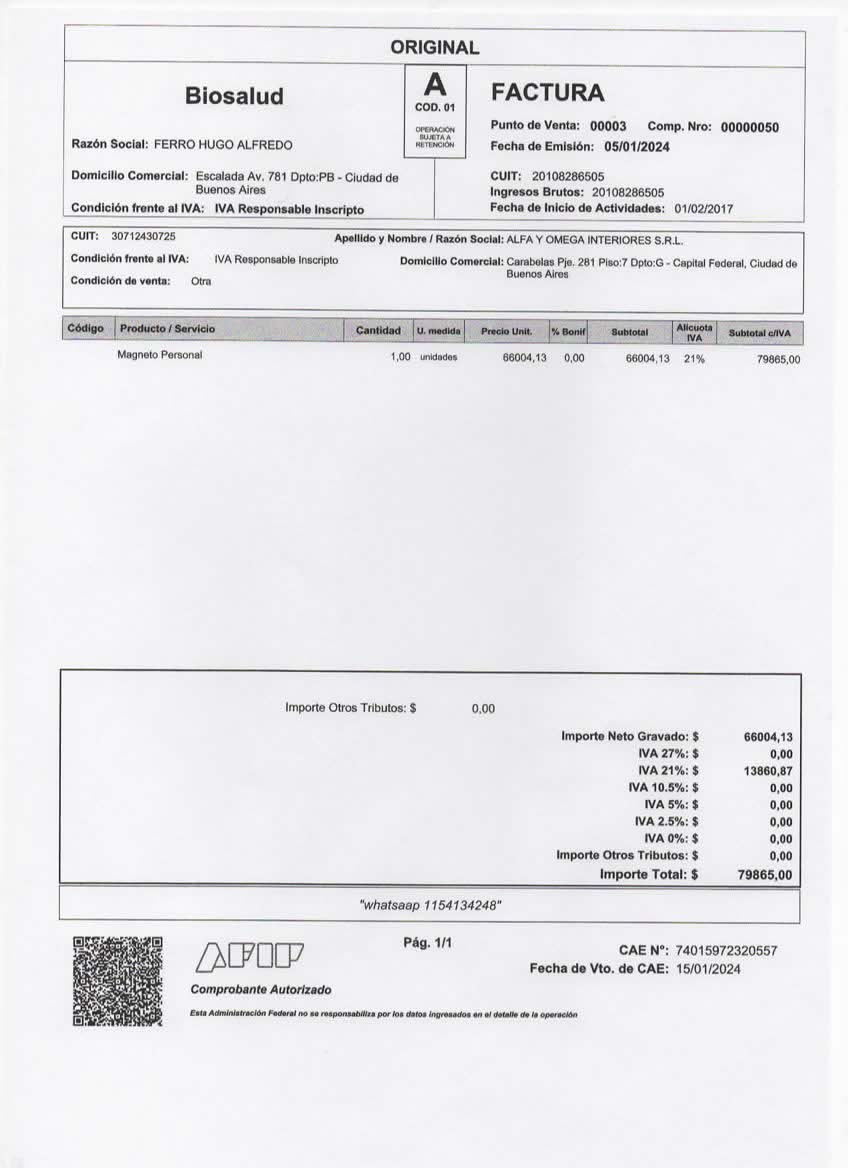 ORIGINAL
Biosalud
A
COD. 01
OPERACIÓN
SUJETA A
RETENCIÓN
FACTURA
Punto de Venta: 00003 Comp. Nro: 00000050
Fecha de Emisión: 05/01/2024
Razón Social: FERRO HUGO ALFREDO
Domicilio Comercial: Escalada Av. 781 Dpto:PB - Ciudad de
Buenos Aires
Condición frente al IVA: IVA Responsable Inscripto
CUIT: 20108286505
Ingresos Brutos: 20108286505
Fecha de Inicio de Actividades: 01/02/2017
CUIT: 30712430725 Apellido y Nombre / Razón Social: ALFA Y OMEGA INTERIORES S.R.L.
Condición frente al IVA: IVA Responsable Inscripto Domicilio Comercial: Carabelas Pje. 281 Piso:7 Dpto:G - Capital Federal, Ciudad de
Buenos Aires
Condición de venta: Otra
Código Producto / Servicio Cantidad U. medida Precio Unit. % Bonif Subtotal Alicuota IVA Subtotal c/IVA
Magneto Personal 1,00 unidades 66004,13 0,00 66004,13 21% 79865,00
Importe Otros Tributos: $ 0,00
Importe Neto Gravado: $ 66004,13
IVA 27%: $ 0,00
IVA 21%: $ 13860,87
IVA 10.5%: $ 0,00
IVA 5%: $ 0,00
IVA 2.5%: $ 0,00
IVA 0%: $ 0,00
Importe Otros Tributos: $ 0,00
Importe Total: $ 79865,00
"whatsaap 1154134248"
AFIP
Pág. 1/1
CAE N°: 74015972320557
Fecha de Vto. de CAE: 15/01/2024
Comprobante Autorizado
Esta Administración Federal no se responsabiliza por los datos ingresados en el detalle de la operación